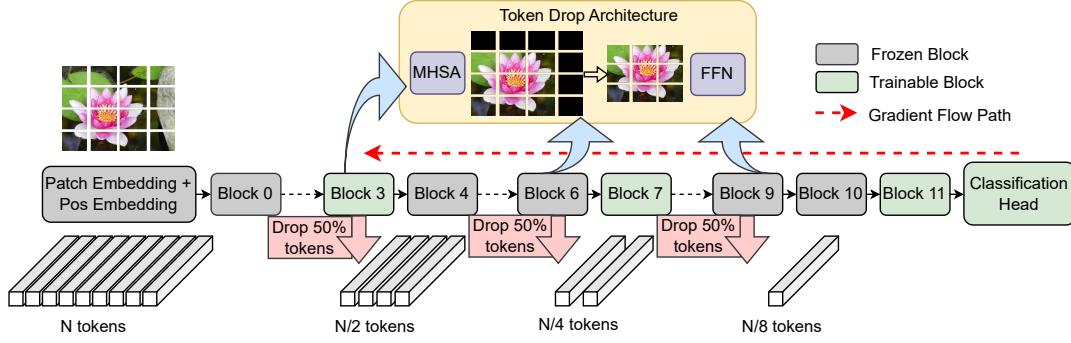 Token Drop Architecture
MHSA
FFN
Frozen Block
Trainable Block
Gradient Flow Path
Patch Embedding +
Pos Embedding
Block 0
Block 3
Block 4
Block 6
Block 7
Block 9
Block 10
Block 11
Classification
Head
Drop 50%
tokens
Drop 50%
tokens
Drop 50%
tokens
N tokens
N/2 tokens
N/4 tokens
N/8 tokens